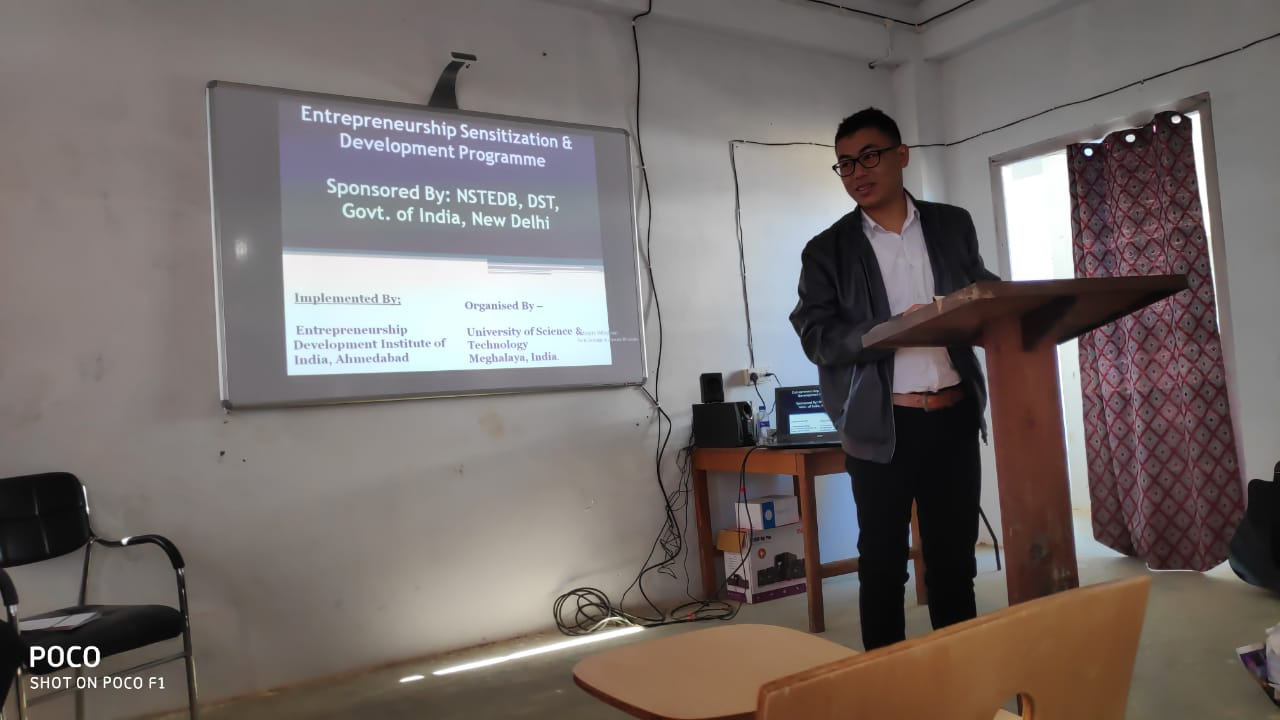 Entrepreneurship Sensitization &
Development Programme
Sponsored By: NSTEDB, DST,
Govt. of India, New Delhi
Implemented By;
Entrepreneurship
Development Institute of
India, Ahmedabad
Organised By –
University of Science &
Technology
Meghalaya, India.
POCO
SHOT ON POCO F1